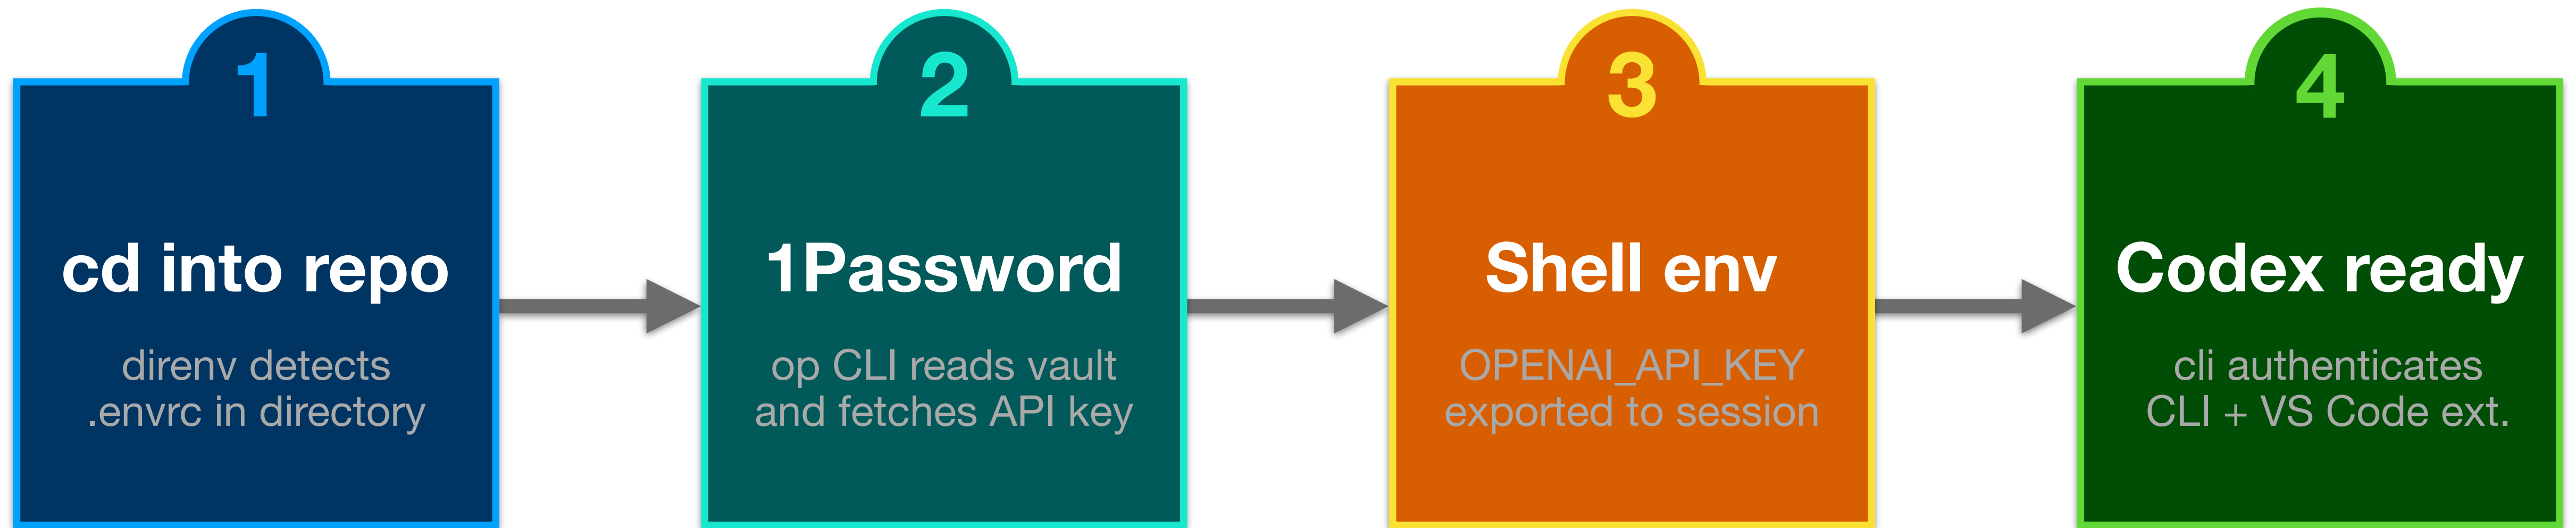 1
cd into repo
direnv detects
.envrc in directory
2
1Password
op CLI reads vault
and fetches API key
3
Shell env
OPENAI_API_KEY
exported to session
4
Codex ready
cli authenticates
CLI + VS Code ext.